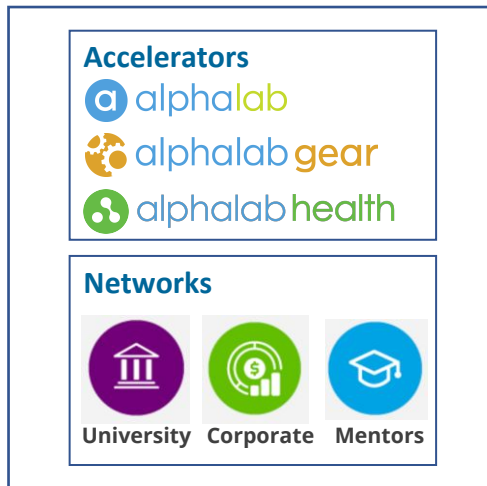 Accelerators
alphalab
alphalab gear
alphalab health
Networks
University Corporate Mentors